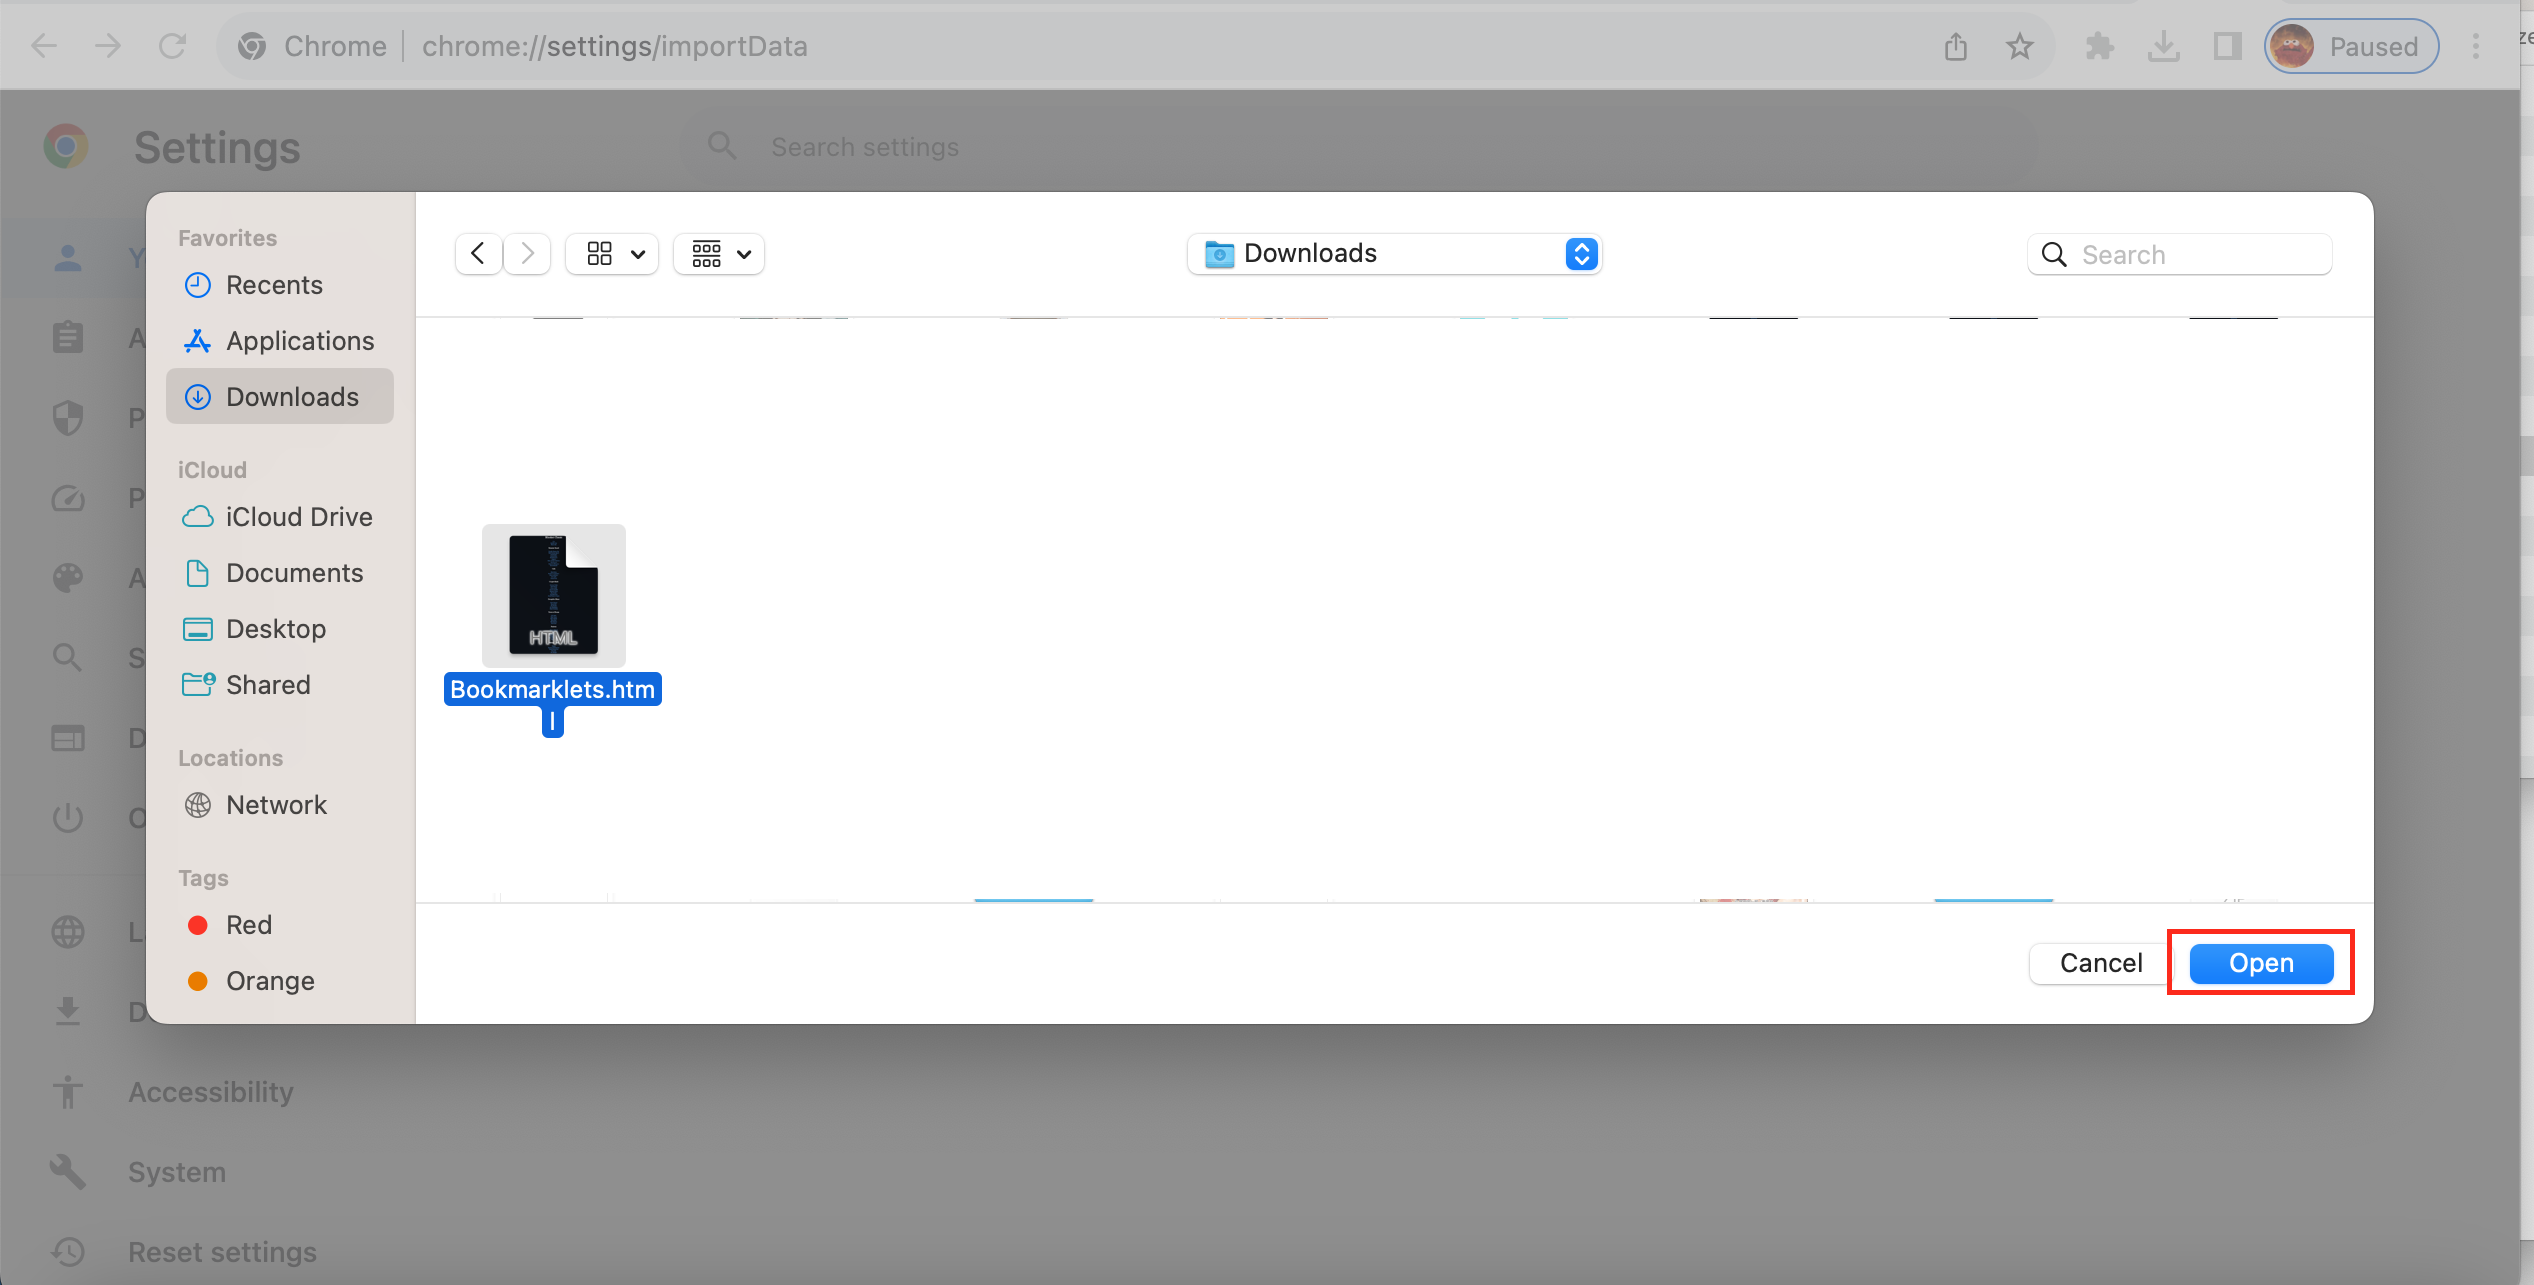 Chrome
chrome://settings/importData
Paused
Settings
Search settings
Favorites
Recents
Applications
Downloads
iCloud
iCloud Drive
Documents
Desktop
Shared
Locations
Network
Tags
Red
Orange
Downloads
Search
HTML
Bookmarklets.htm
l
Cancel
Open
Accessibility
System
Reset settings